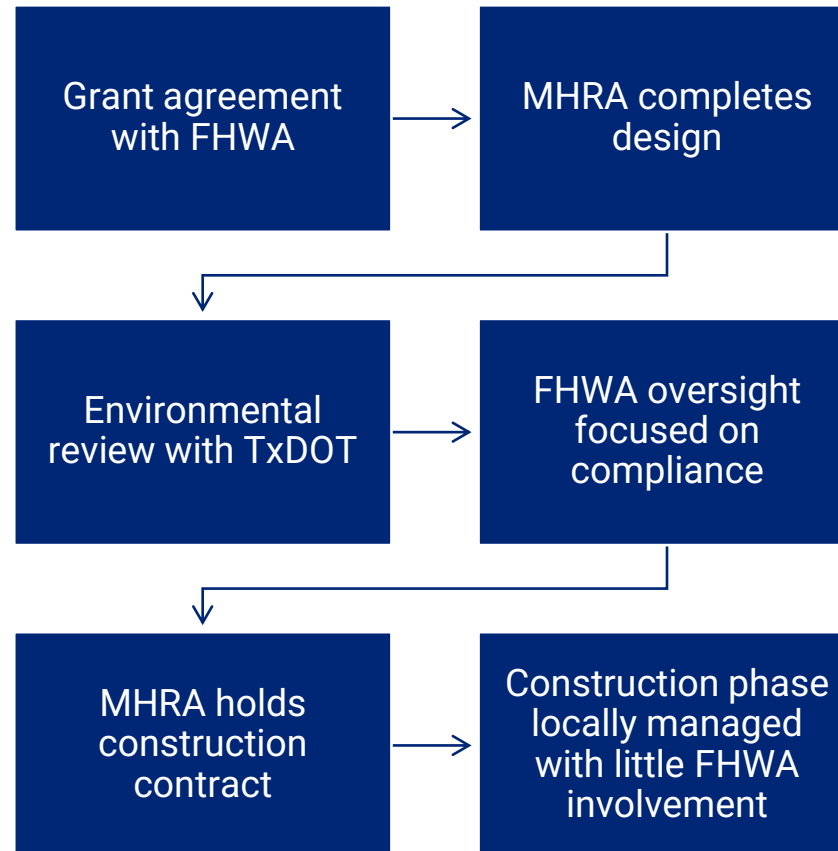 Grant agreement
with FHWA
MHRA completes
design
Environmental
review with TxDOT
FHWA oversight
focused on
compliance
MHRA holds
construction
contract
Construction phase
locally managed
with little FHWA
involvement